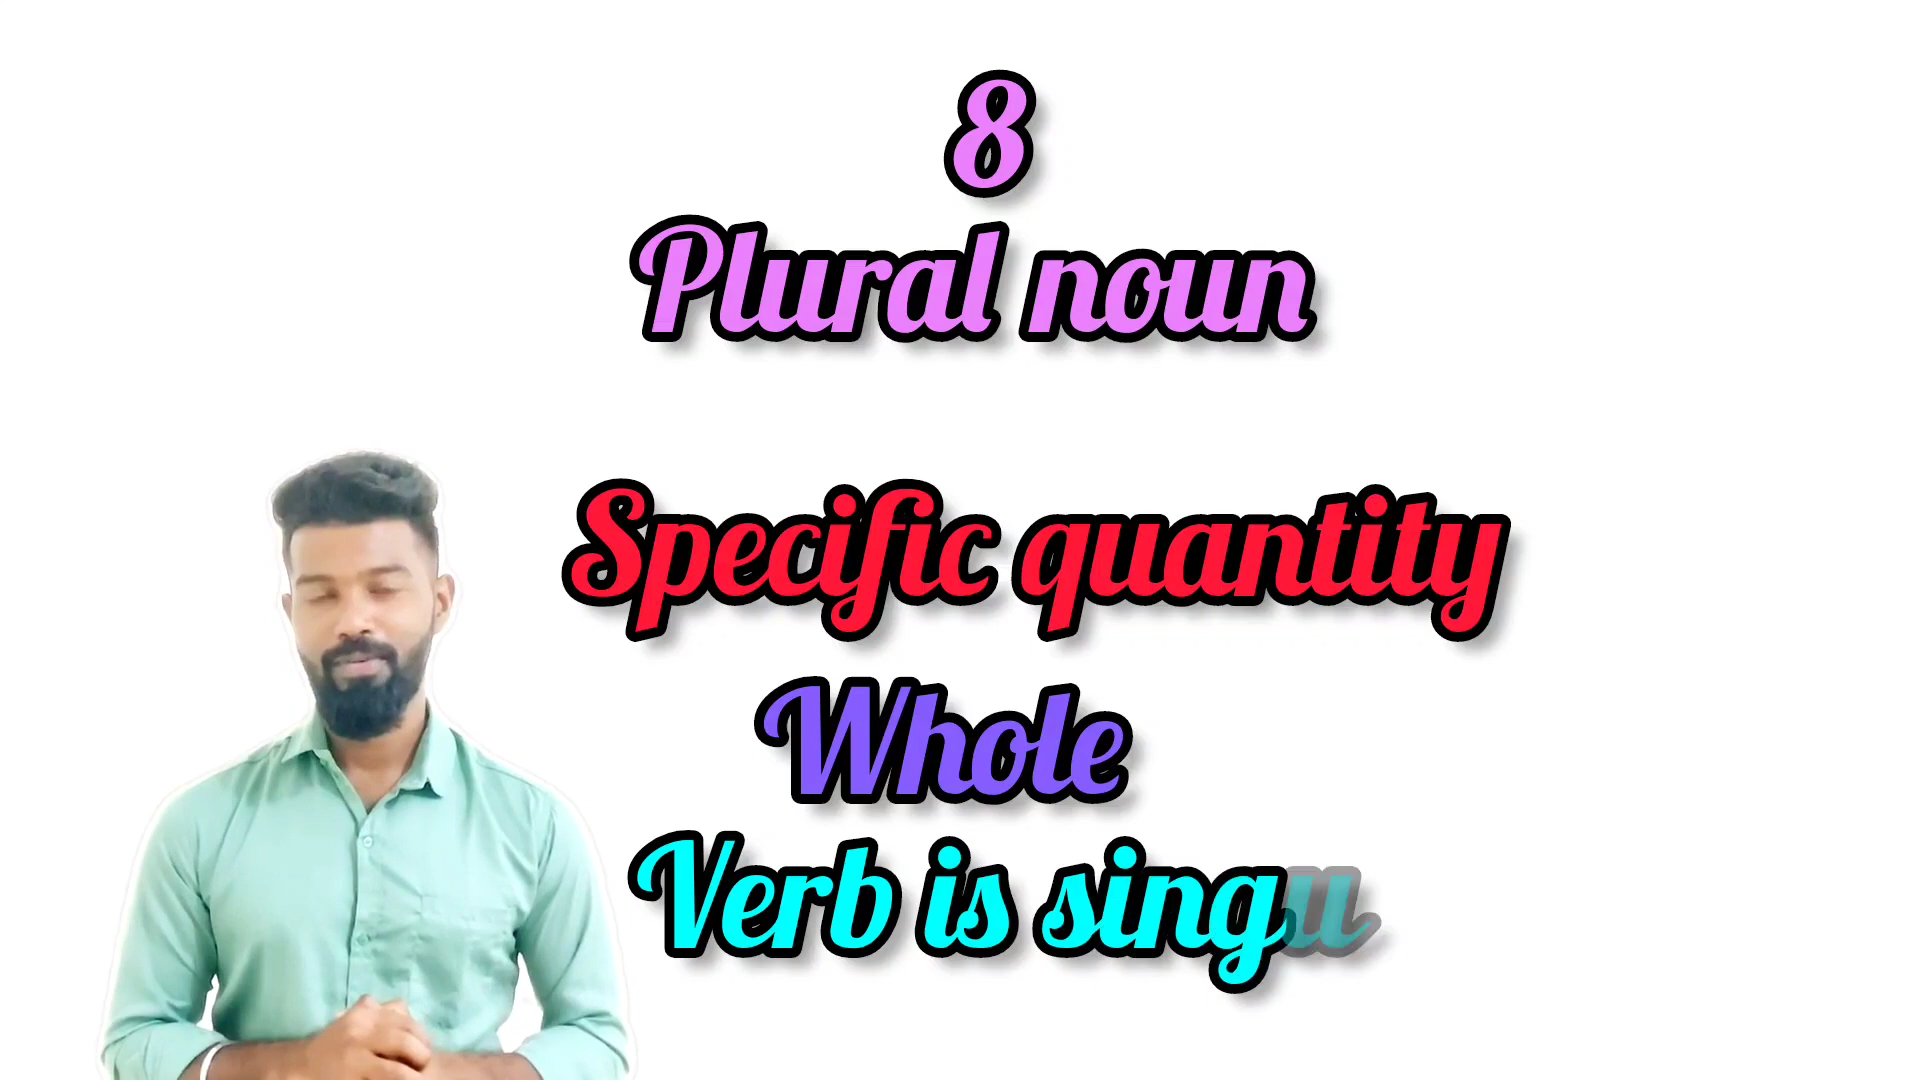 8
Plural noun
Specific quantity
Whole
Verb is singu